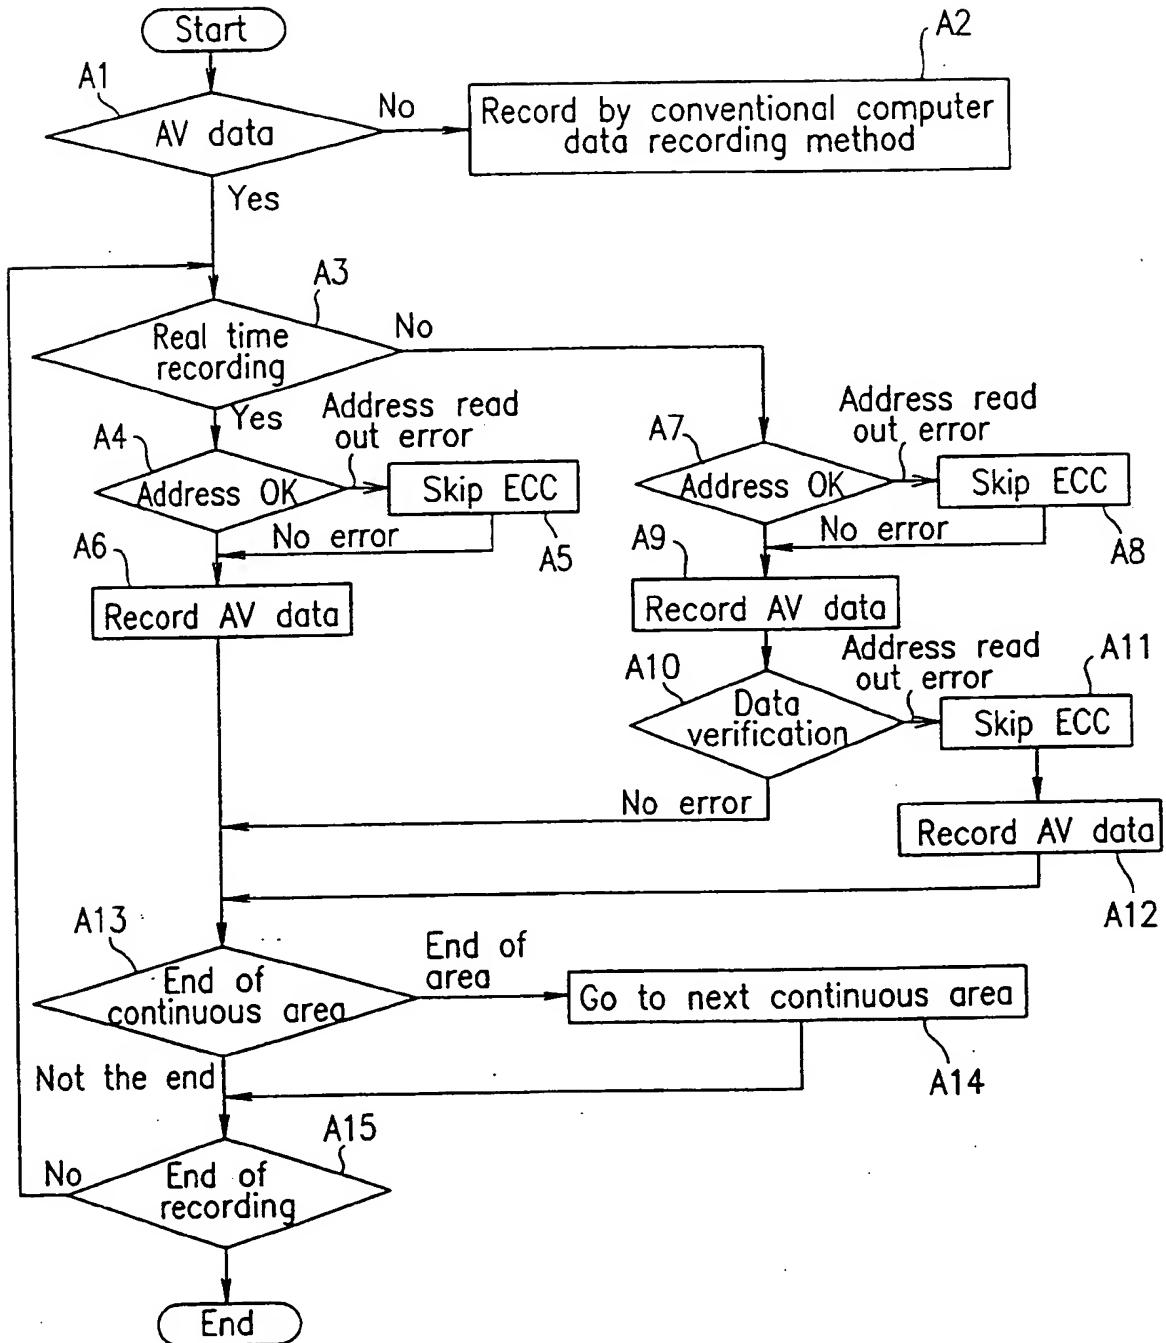 Start
A1
A2
AV data
No
Record by conventional computer
data recording method
Yes
A3
Real time
recording
No
Yes
Address read
out error
A4
Address OK
Skip ECC
No error
A5
A6
Record AV data
A7
Address read
out error
Address OK
Skip ECC
No error
A8
A9
Record AV data
A10
Address read
out error
A11
Data
verification
Skip ECC
No error
Record AV data
A12
A13
End of
continuous area
End of
area
Go to next continuous area
A14
Not the end
A15
No
End of
recording
End